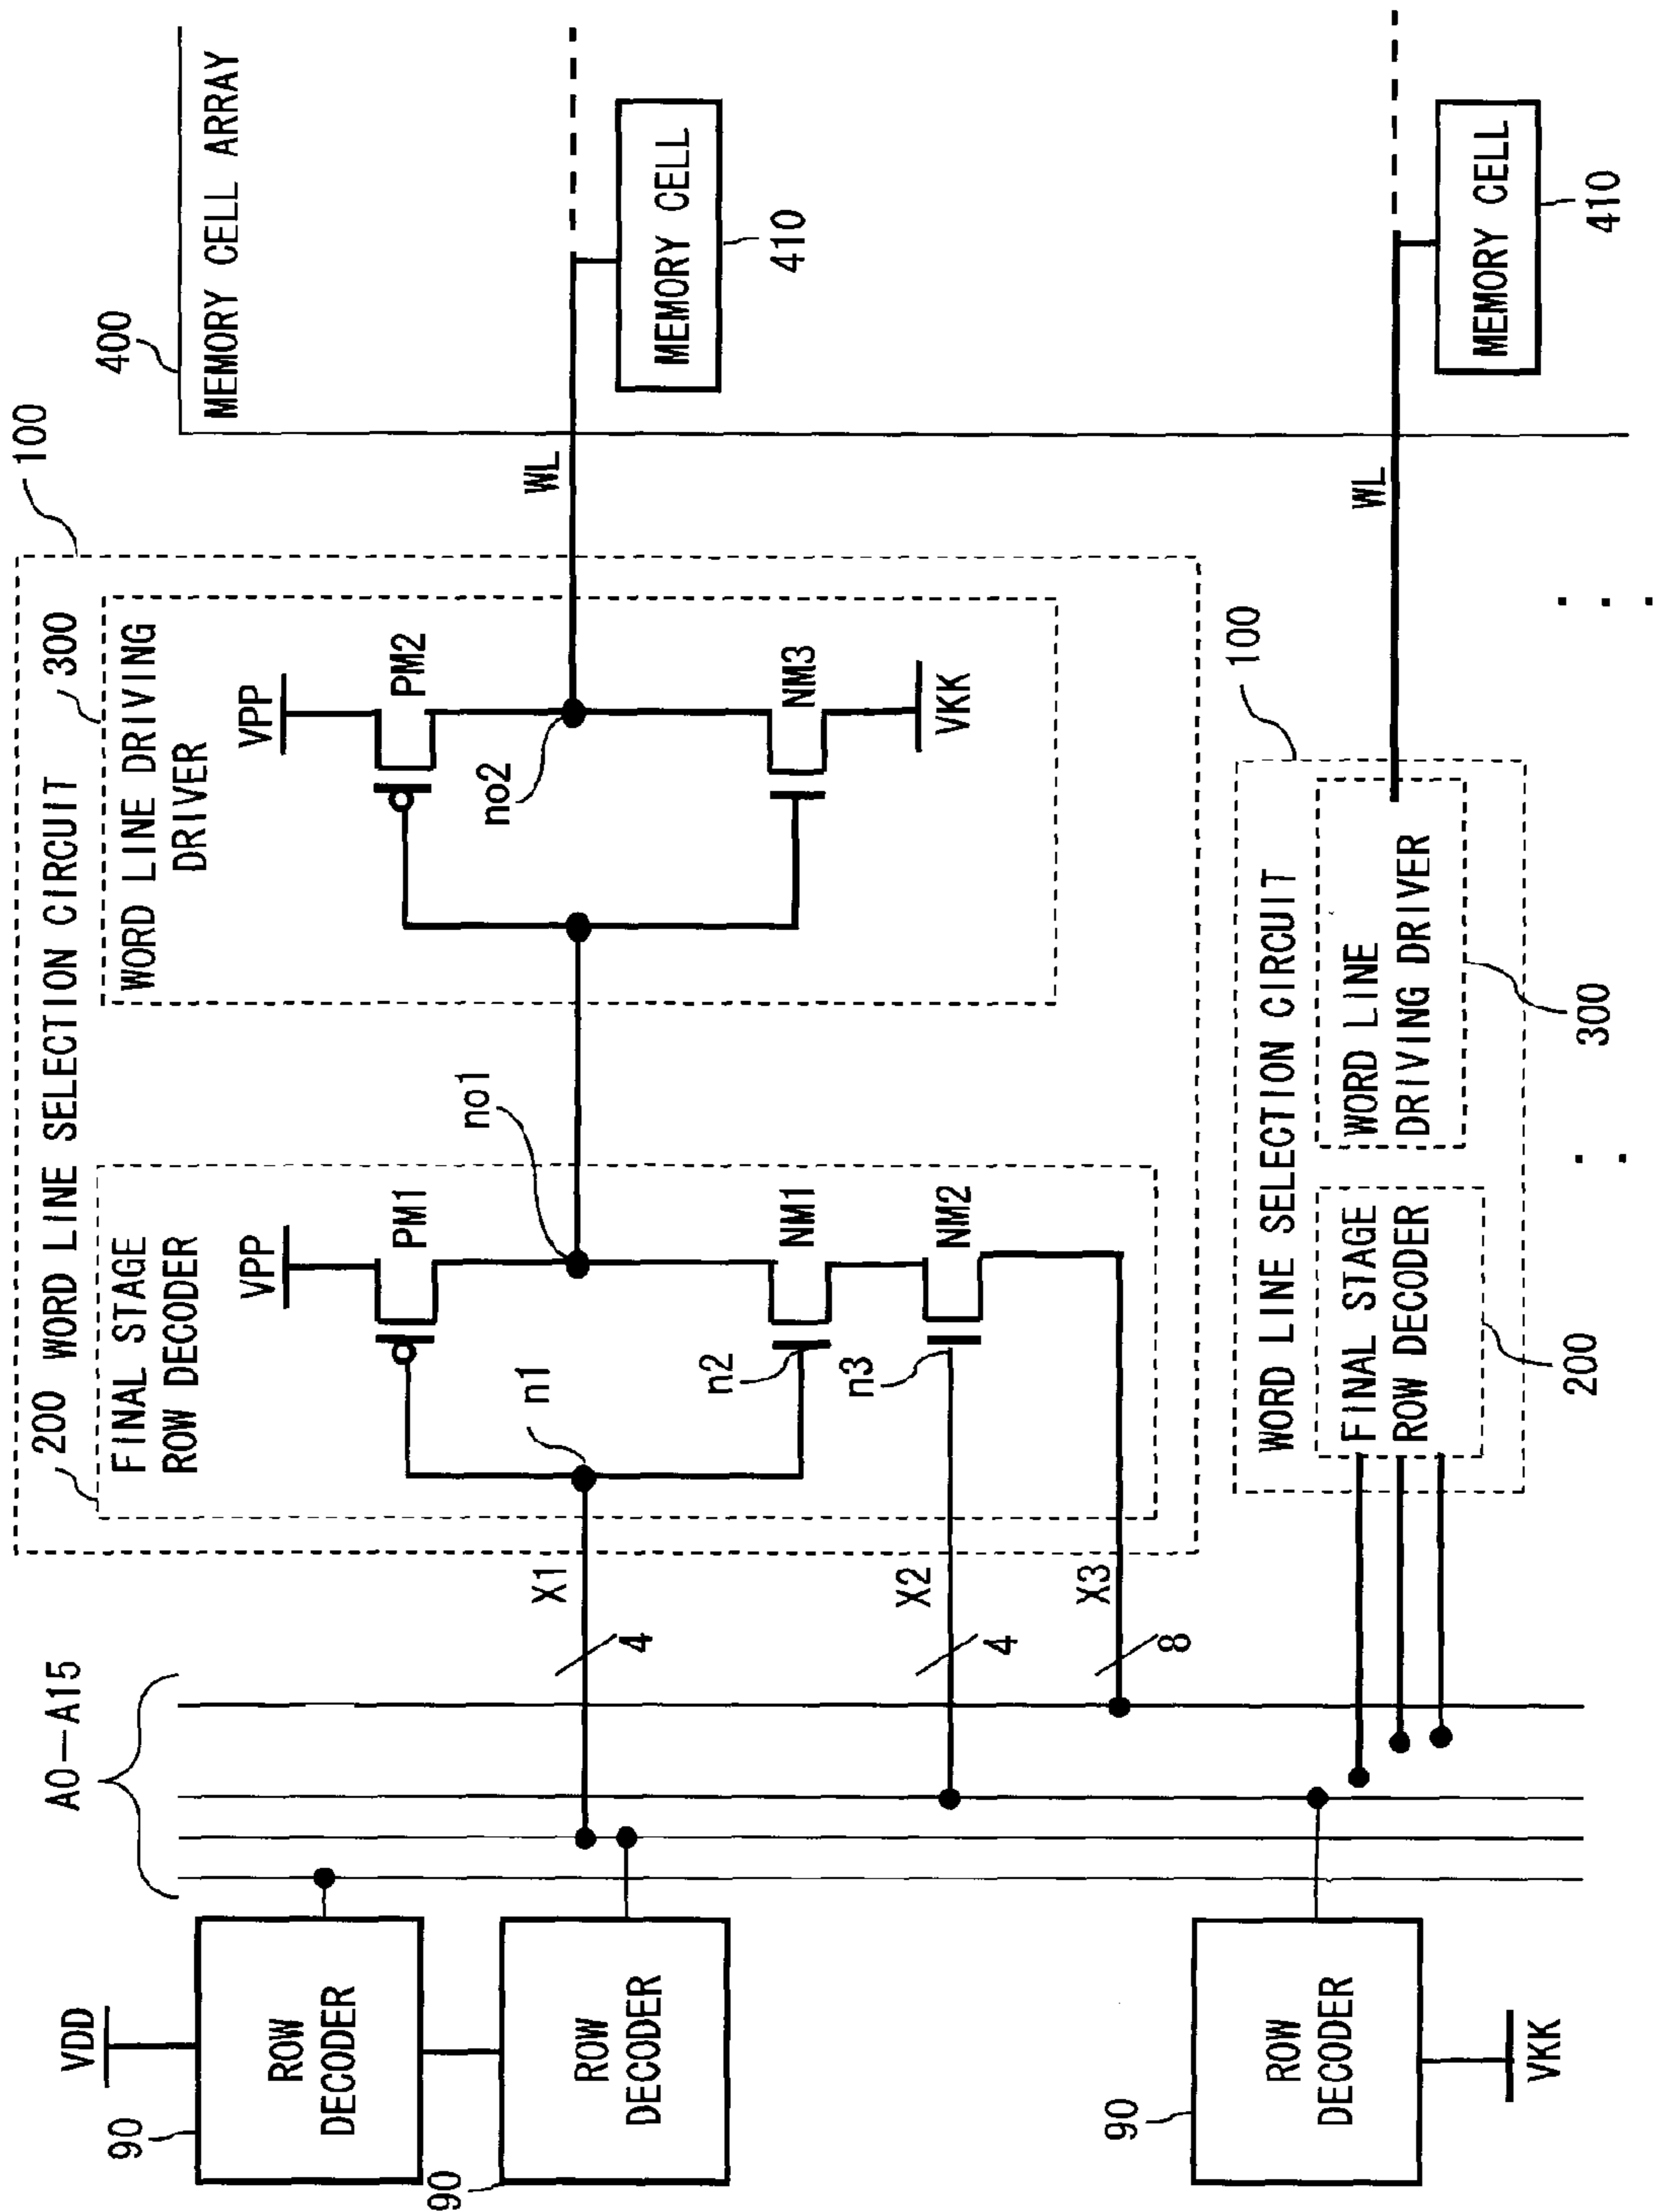 A0—A15
100
400
MEMORY CELL ARRAY
200
WORD LINE SELECTION CIRCUIT
300
FINAL STAGE
ROW DECODER
WORD LINE DRIVING
DRIVER
VDD
90
ROW
DECODER
90
ROW
DECODER
VPP
PM1
VPP
PM2
n1
no1
no2
WL
X1
4
MEMORY CELL
410
n2
NM1
NM3
n3
NM2
VKK
X2
4
X3
8
90
ROW
DECODER
VKK
100
WORD LINE SELECTION CIRCUIT
FINAL STAGE
ROW DECODER
200
WORD LINE
DRIVING DRIVER
300
WL
MEMORY CELL
410